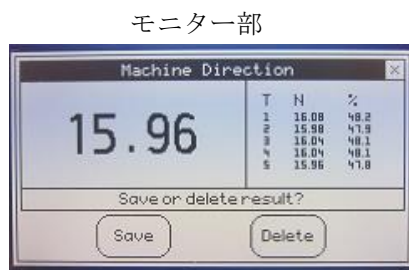 モニター部
Machine Direction
15.96
T N %
1 16.08 48.2
2 15.98 47.9
3 16.04 48.1
4 16.04 48.1
5 15.96 47.8
Save or delete result?
Save Delete